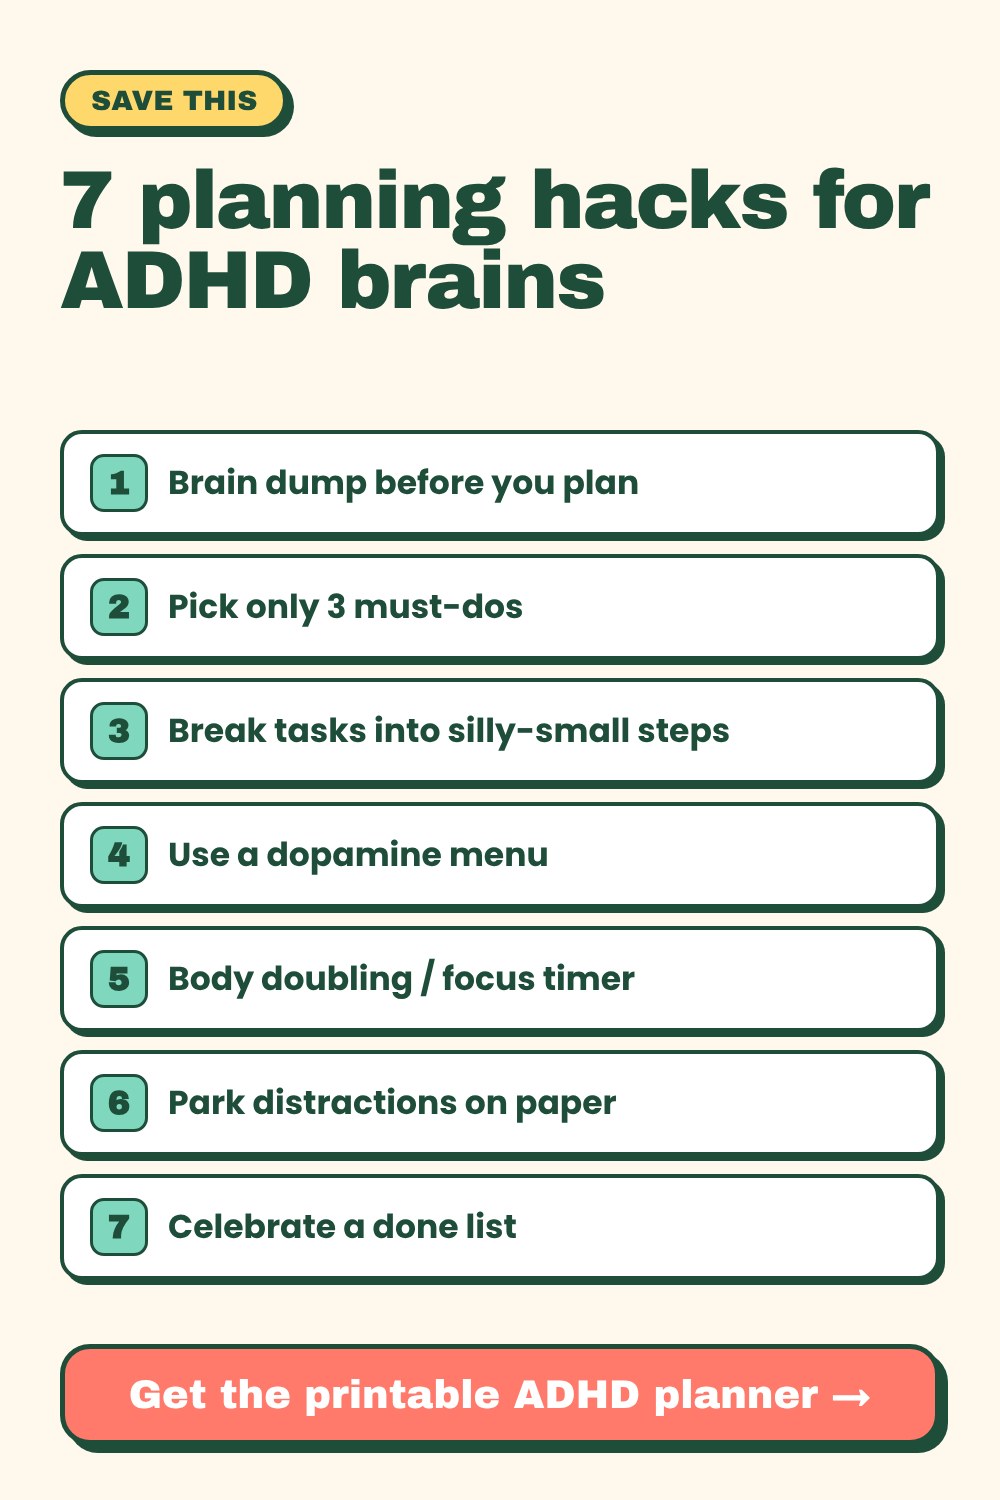 SAVE THIS
7 planning hacks for
ADHD brains
1 Brain dump before you plan
2 Pick only 3 must-dos
3 Break tasks into silly-small steps
4 Use a dopamine menu
5 Body doubling / focus timer
6 Park distractions on paper
7 Celebrate a done list
Get the printable ADHD planner →